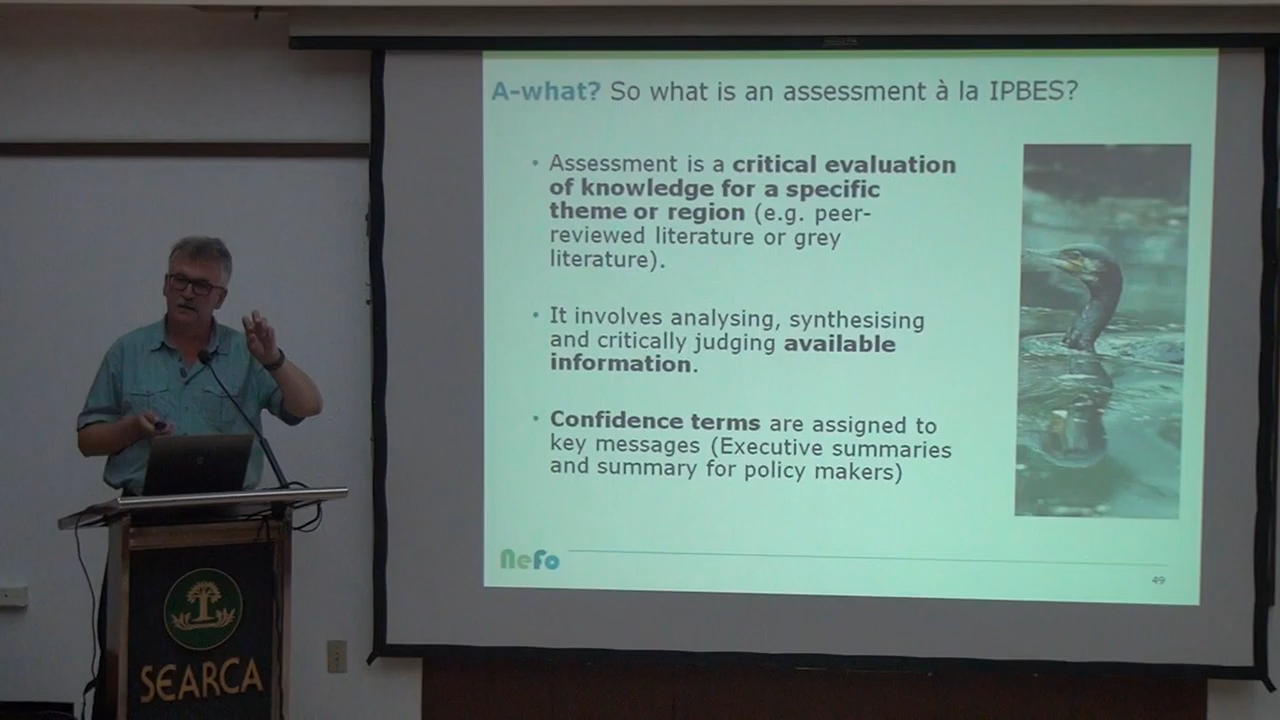 A-what? So what is an assessment à la IPBES?
• Assessment is a critical evaluation
of knowledge for a specific
theme or region (e.g. peer-
reviewed literature or grey
literature).
• It involves analysing, synthesising
and critically judging available
information.
• Confidence terms are assigned to
key messages (Executive summaries
and summary for policy makers)
NeFo
49
SEARCA